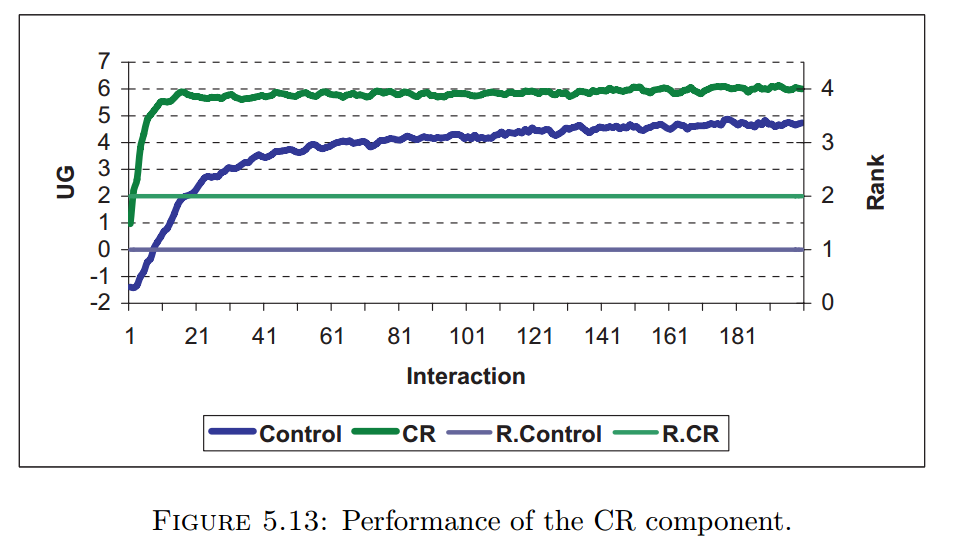 7
6
5
4
3
2
1
0
-1
-2
UG
4
3
2
1
0
Rank
1 21 41 61 81 101 121 141 161 181
Interaction
Control CR R.Control R.CR
FIGURE 5.13: Performance of the CR component.